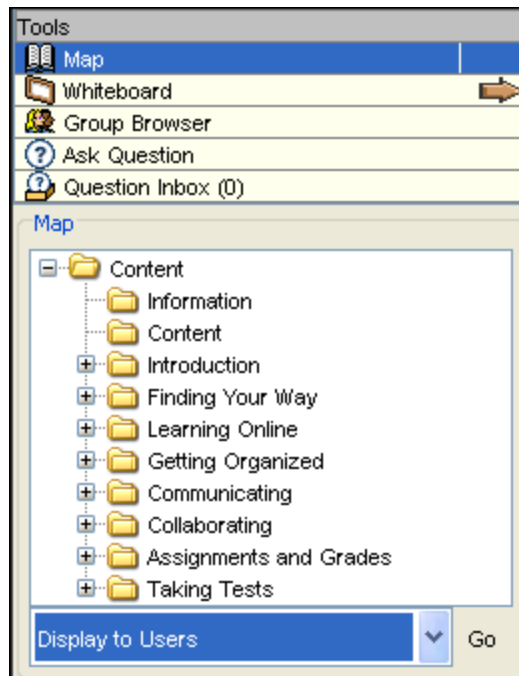 Tools
Map
Whiteboard
Group Browser
Ask Question
Question Inbox (0)
Map
Content
Information
Content
Introduction
Finding Your Way
Learning Online
Getting Organized
Communicating
Collaborating
Assignments and Grades
Taking Tests
Display to Users Go